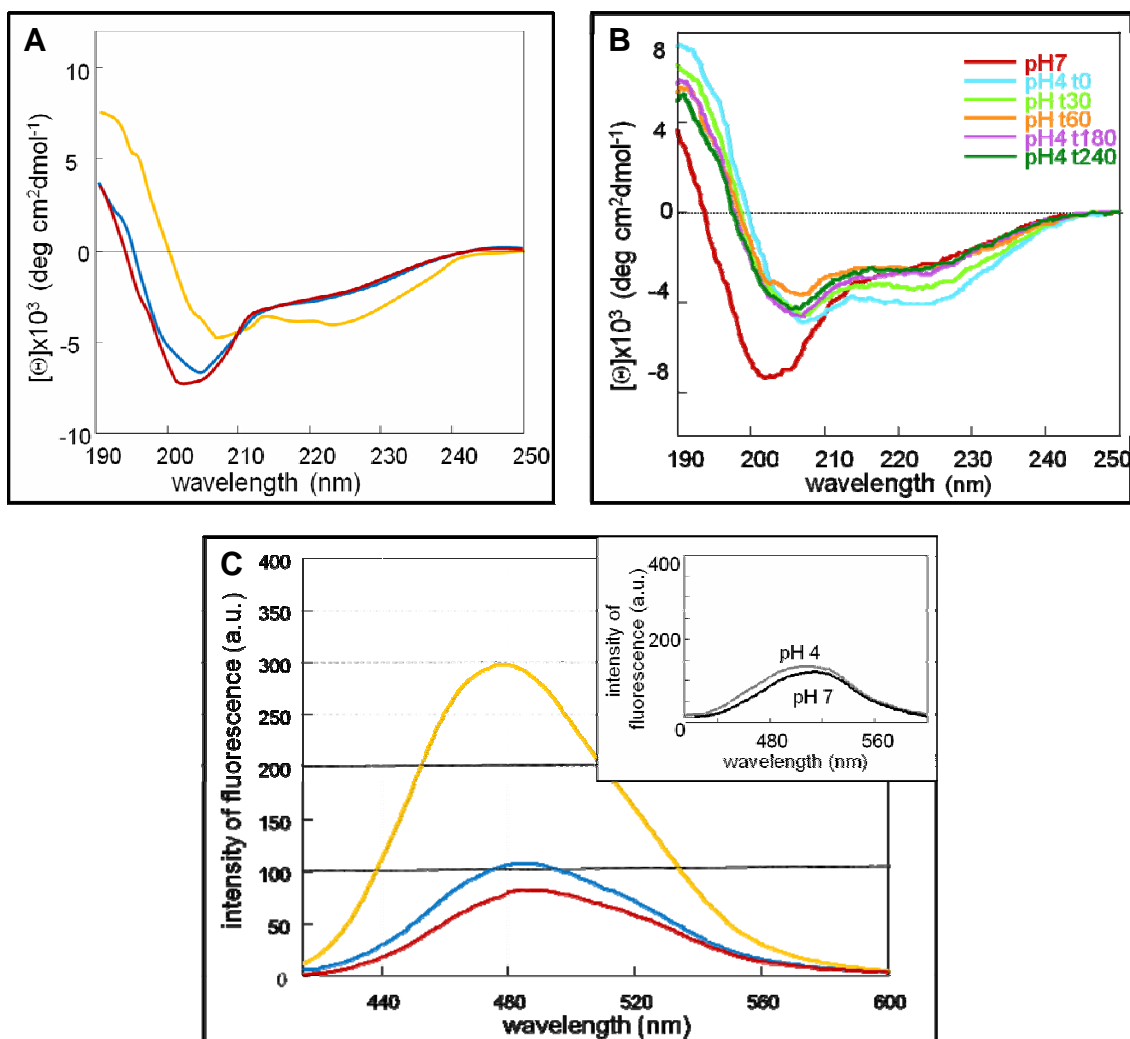 A
10
5
0
-5
-10
190 200 210 220 230 240 250
wavelength (nm)
[Θ]x10³ (deg cm²dmol⁻¹)
B
8
4
0
-4
-8
190 200 210 220 230 240 250
wavelength (nm)
[Θ]x10³ (deg cm²dmol⁻¹)
pH7
pH4 t0
pH t30
pH t60
pH4 t180
pH4 t240
C
400
350
300
250
200
150
100
50
0
440 480 520 560 600
wavelength (nm)
intensity of fluorescence (a.u.)
400
200
0
480 560
wavelength (nm)
intensity of
fluorescence (a.u.)
pH 4
pH 7